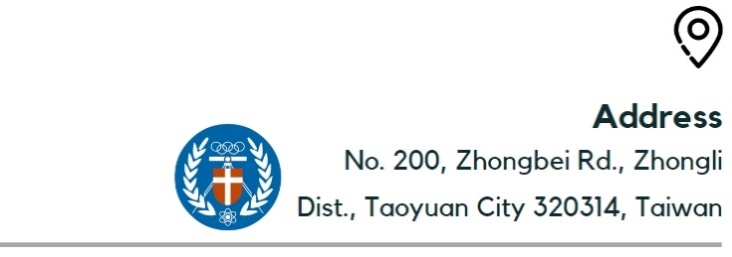 Address
No. 200, Zhongbei Rd., Zhongli
Dist., Taoyuan City 320314, Taiwan